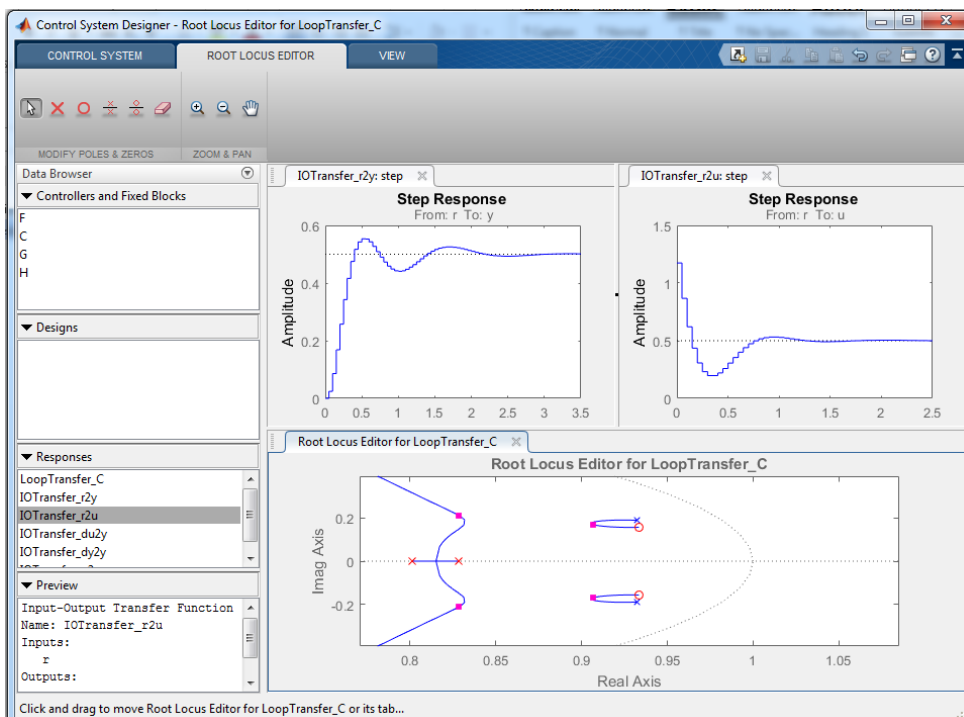 Control System Designer - Root Locus Editor for LoopTransfer_C
CONTROL SYSTEM
ROOT LOCUS EDITOR
VIEW
MODIFY POLES & ZEROS
ZOOM & PAN
Data Browser
Controllers and Fixed Blocks
F
C
G
H
Designs
Responses
LoopTransfer_C
IOTransfer_r2y
IOTransfer_r2u
IOTransfer_du2y
IOTransfer_dy2y
Preview
Input-Output Transfer Function
Name: IOTransfer_r2u
Inputs:
r
Outputs:
IOTransfer_r2y: step
Step Response
From: r To: y
Amplitude
0.6
0.4
0.2
0
0 0.5 1 1.5 2 2.5 3 3.5
IOTransfer_r2u: step
Step Response
From: r To: u
Amplitude
1.5
1
0.5
0
0 0.5 1 1.5 2 2.5
Root Locus Editor for LoopTransfer_C
Root Locus Editor for LoopTransfer_C
Imag Axis
0.2
0
-0.2
0.8 0.85 0.9 0.95 1 1.05
Real Axis
Click and drag to move Root Locus Editor for LoopTransfer_C or its tab...